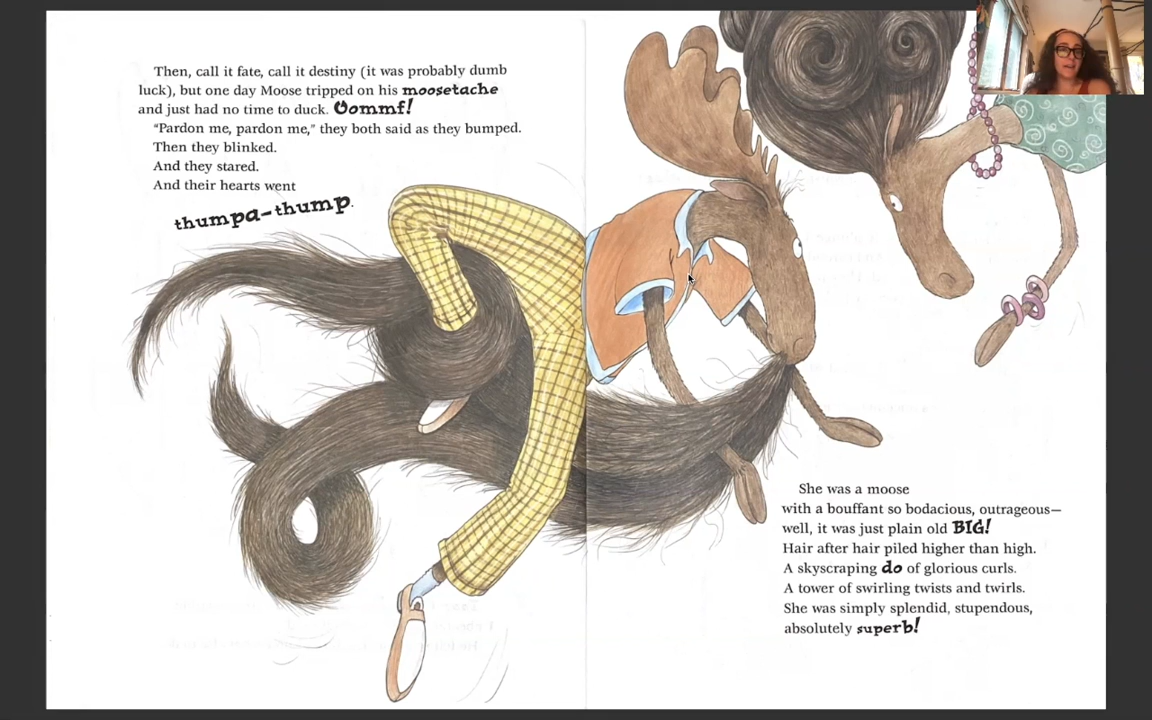 Then, call it fate, call it destiny (it was probably dumb
luck), but one day Moose tripped on his moosetache
and just had no time to duck. Oommf!
“Pardon me, pardon me,” they both said as they bumped.
Then they blinked.
And they stared.
And their hearts went
thumpa-thump.
She was a moose
with a bouffant so bodacious, outrageous—
well, it was just plain old BIG!
Hair after hair piled higher than high.
A skyscraping do of glorious curls.
A tower of swirling twists and twirls.
She was simply splendid, stupendous,
absolutely superb!